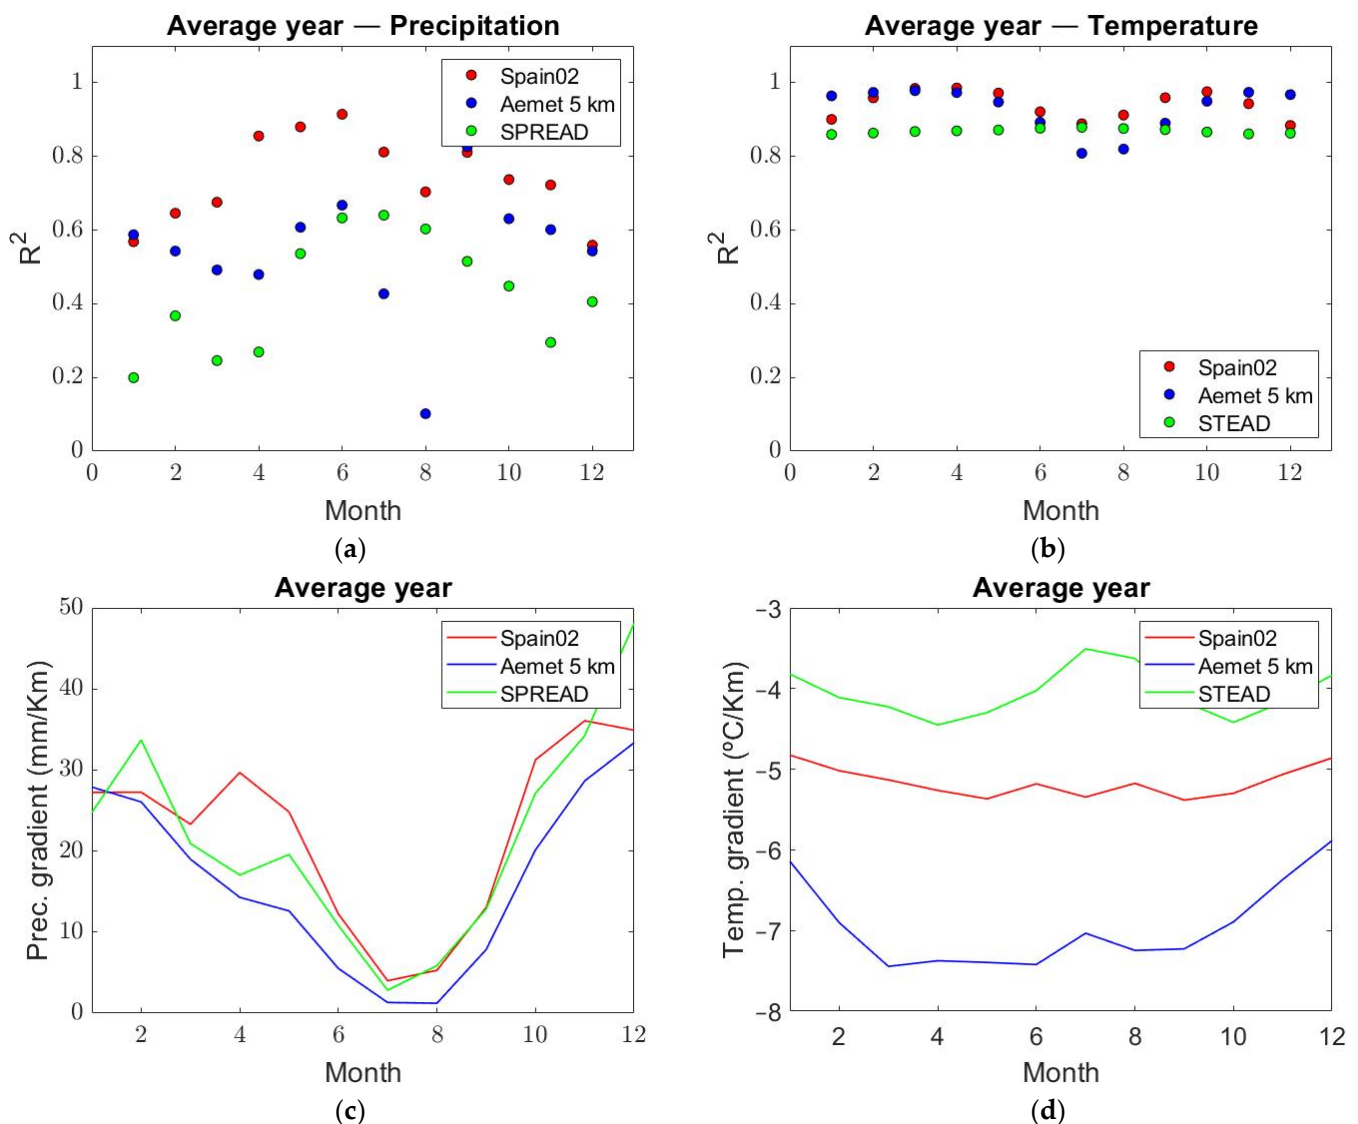 Average year — Precipitation
1
0.8
0.6
0.4
0.2
0
R2
Spain02
Aemet 5 km
SPREAD
0 2 4 6 8 10 12
Month
(a)
Average year — Temperature
1
0.8
0.6
0.4
0.2
0
R2
Spain02
Aemet 5 km
STEAD
0 2 4 6 8 10 12
Month
(b)
Average year
50
40
30
20
10
0
Prec. gradient (mm/Km)
Spain02
Aemet 5 km
SPREAD
2 4 6 8 10 12
Month
(c)
Average year
−3
−4
−5
−6
−7
−8
Temp. gradient (ºC/Km)
Spain02
Aemet 5 km
STEAD
2 4 6 8 10 12
Month
(d)